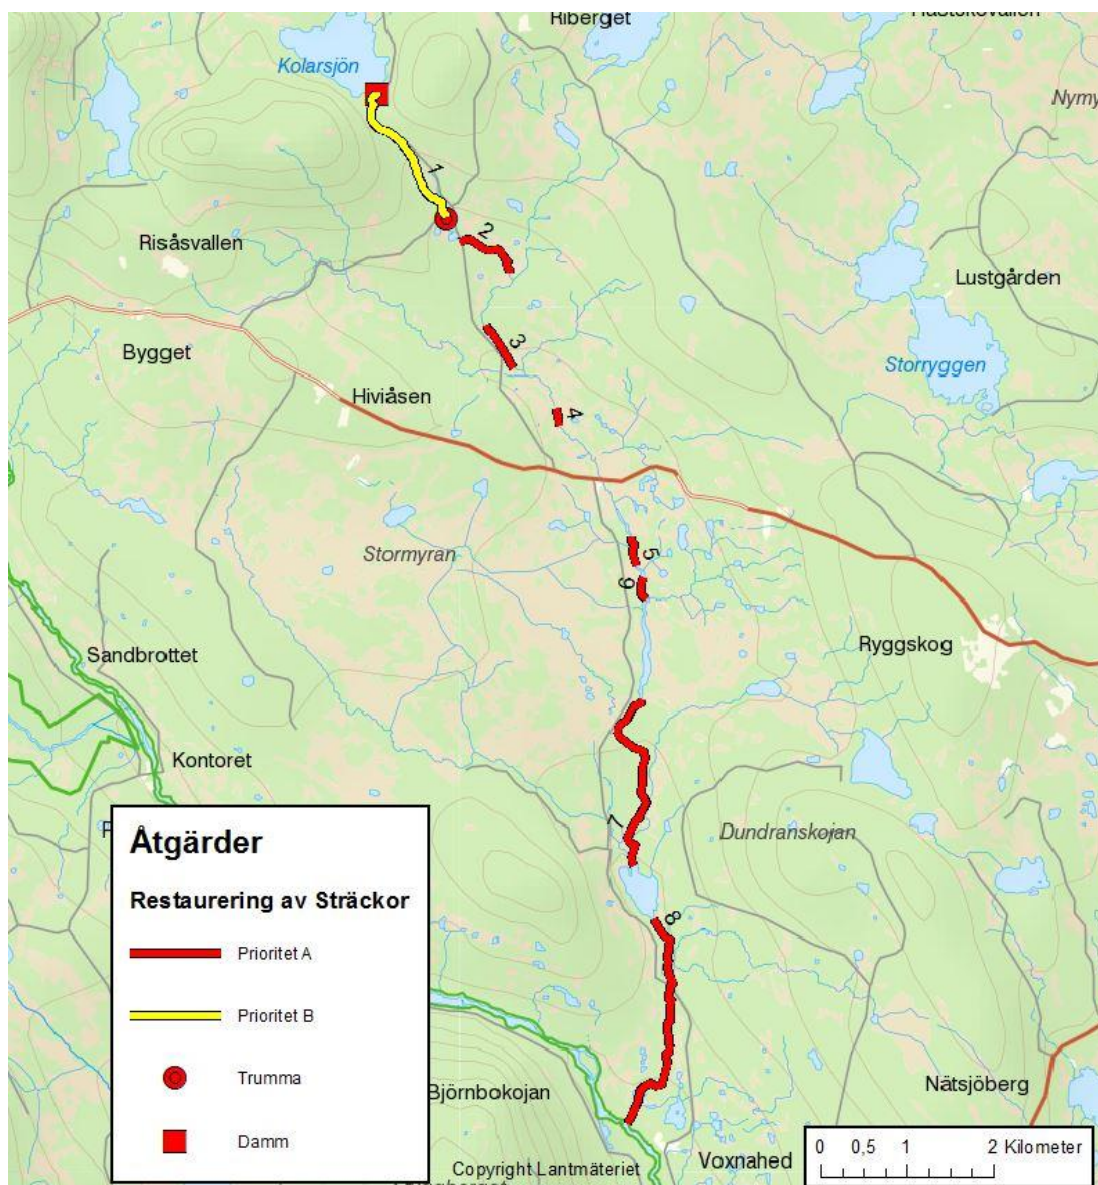 Riberget
Kolarsjön
1
2
Risåsvallen
Lustgården
3
Bygget
Storryggen
Hiviåsen
4
Stormyran
5
6
Sandbrottet
Ryggskog
Kontoret
7
Dundranskojan
8
Åtgärder
Restaurering av Sträckor
Prioritet A
Prioritet B
Trumma
Damm
Björnbokojan
Nätsjöberg
0 0,5 1 2 Kilometer
Voxnahed
Copyright Lantmäteriet